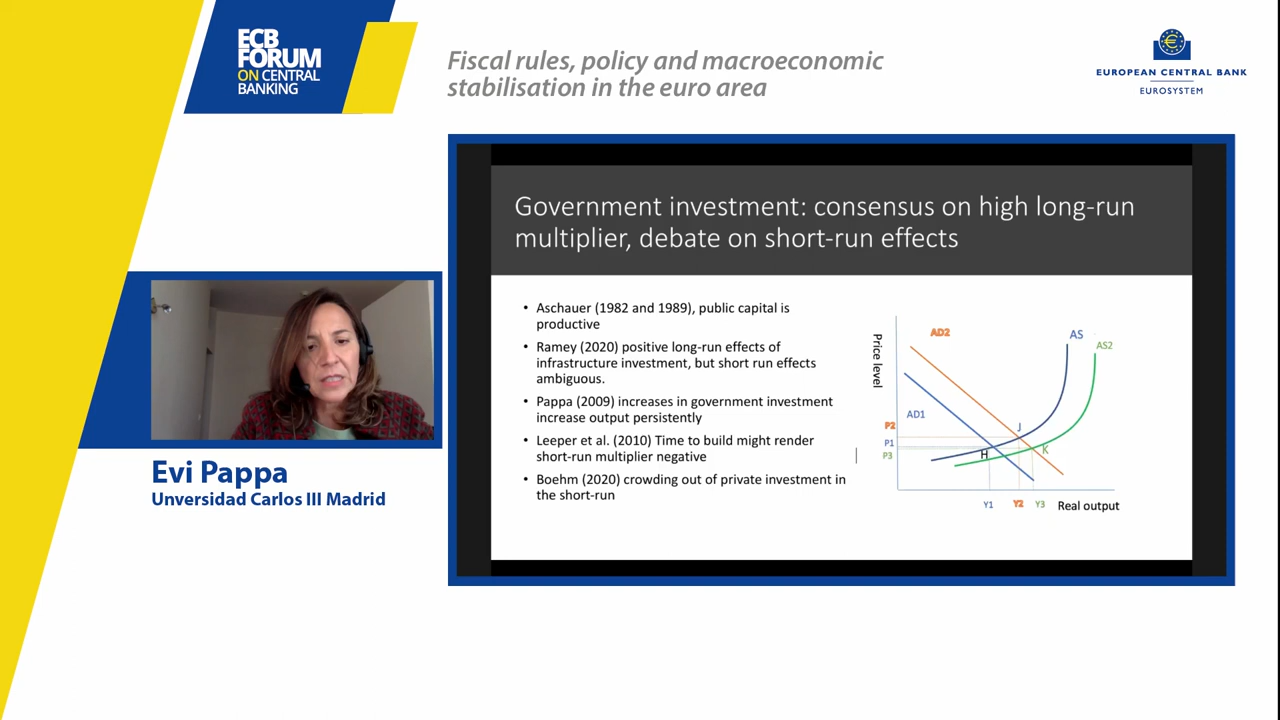 ECB
FORUM
ON CENTRAL
BANKING
Fiscal rules, policy and macroeconomic
stabilisation in the euro area
EUROPEAN CENTRAL BANK
EUROSYSTEM
Government investment: consensus on high long-run
multiplier, debate on short-run effects
• Aschauer (1982 and 1989), public capital is
productive
• Ramey (2020) positive long-run effects of
infrastructure investment, but short run effects
ambiguous.
• Pappa (2009) increases in government investment
increase output persistently
• Leeper et al. (2010) Time to build might render
short-run multiplier negative
• Boehm (2020) crowding out of private investment in
the short-run
Price level
AD2
AS
AS2
AD1
P2
P1
P3
J
H
K
Y1
Y2
Y3
Real output
Evi Pappa
Unversidad Carlos III Madrid